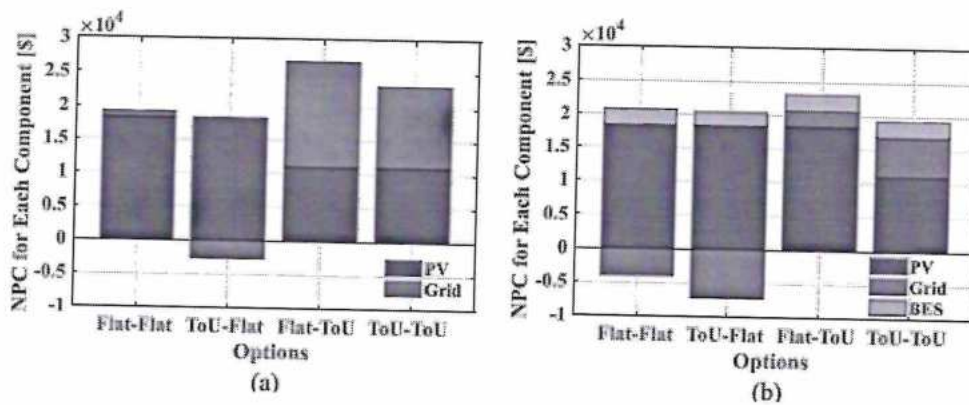 ×10⁴
3
2.5
2
1.5
1
0.5
0
-0.5
-1
NPC for Each Component [$]
PV
Grid
Flat-Flat ToU-Flat Flat-ToU ToU-ToU
Options
(a)
×10⁴
3
2.5
2
1.5
1
0.5
0
-0.5
-1
NPC for Each Component [$]
PV
Grid
BES
Flat-Flat ToU-Flat Flat-ToU ToU-ToU
Options
(b)